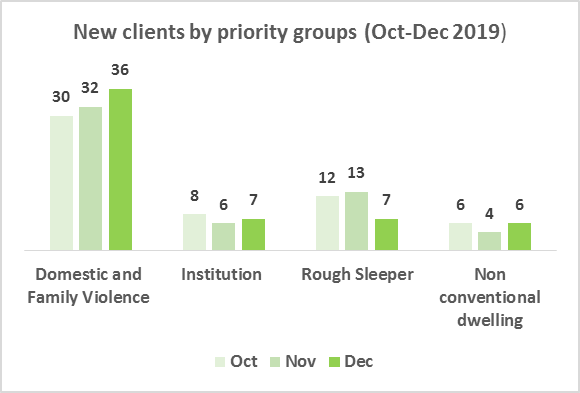 New clients by priority groups (Oct-Dec 2019)
30 32 36
8 6 7
12 13 7
6 4 6
Domestic and
Family Violence
Institution
Rough Sleeper
Non
conventional
dwelling
Oct Nov Dec